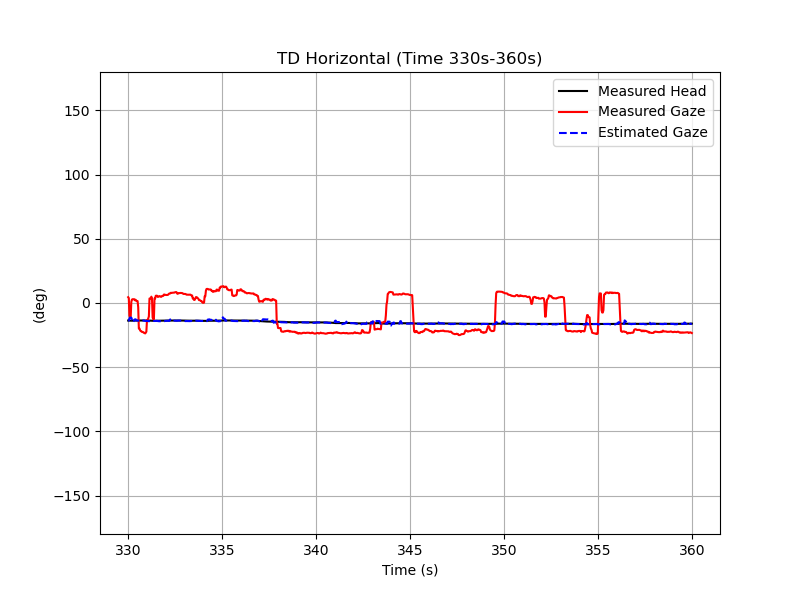 TD Horizontal (Time 330s-360s)
Measured Head
Measured Gaze
Estimated Gaze
150
100
50
0
−50
−100
−150
(deg)
330
335
340
345
350
355
360
Time (s)